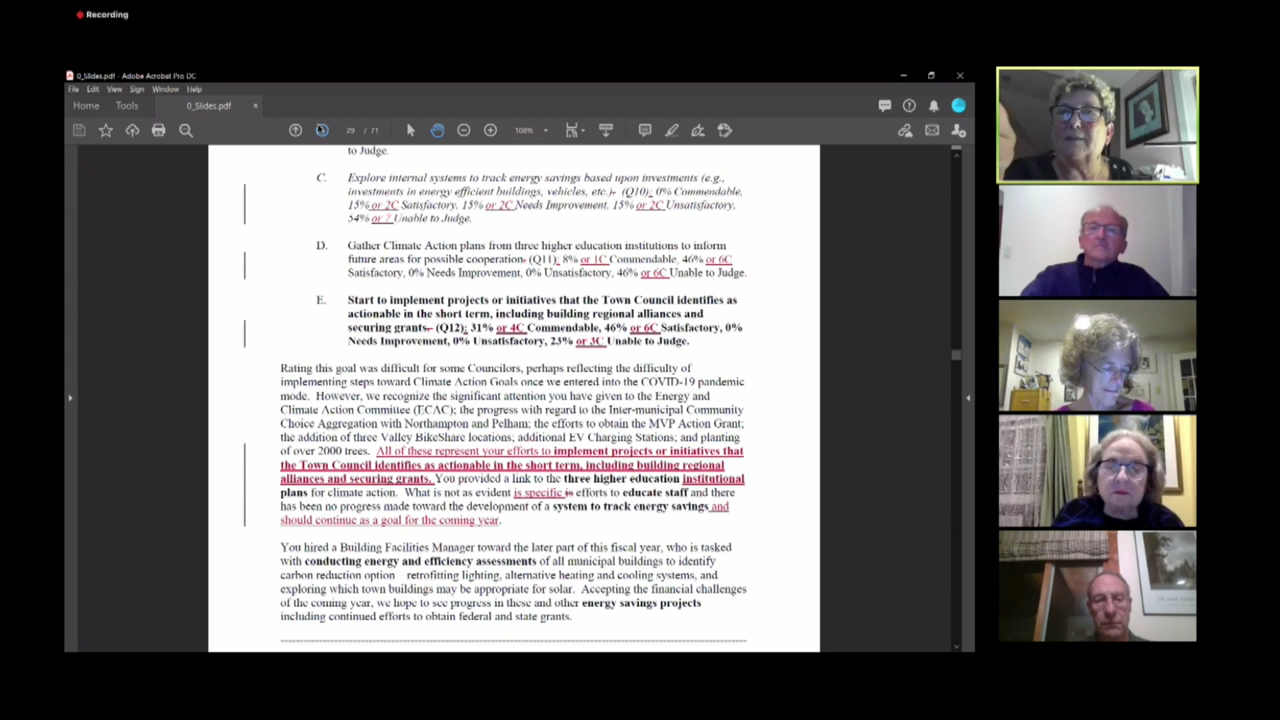 Recording
0_Slides.pdf - Adobe Acrobat Pro DC
File Edit View Sign Window Help
Home Tools 0_Slides.pdf ×
29 / 71 108%
to Judge.
C. Explore internal systems to track energy savings based upon investments (e.g.,
investments in energy efficient buildings, vehicles, etc.). (Q10): 0% Commendable,
15% or 2C Satisfactory, 15% or 2C Needs Improvement, 15% or 2C Unsatisfactory,
54% or 7 Unable to Judge.
D. Gather Climate Action plans from three higher education institutions to inform
future areas for possible cooperation. (Q11): 8% or 1C Commendable, 46% or 6C
Satisfactory, 0% Needs Improvement, 0% Unsatisfactory, 46% or 6C Unable to Judge.
E. Start to implement projects or initiatives that the Town Council identifies as
actionable in the short term, including building regional alliances and
securing grants. (Q12): 31% or 4C Commendable, 46% or 6C Satisfactory, 0%
Needs Improvement, 0% Unsatisfactory, 23% or 3C Unable to Judge.
Rating this goal was difficult for some Councilors, perhaps reflecting the difficulty of
implementing steps toward Climate Action Goals once we entered into the COVID-19 pandemic
mode. However, we recognize the significant attention you have given to the Energy and
Climate Action Committee (ECAC); the progress with regard to the Inter-municipal Community
Choice Aggregation with Northampton and Pelham; the efforts to obtain the MVP Action Grant;
the addition of three Valley BikeShare locations; additional EV Charging Stations; and planting
of over 2000 trees. All of these represent your efforts to implement projects or initiatives that
the Town Council identifies as actionable in the short term, including building regional
alliances and securing grants. You provided a link to the three higher education institutional
plans for climate action. What is not as evident is specific is efforts to educate staff and there
has been no progress made toward the development of a system to track energy savings and
should continue as a goal for the coming year.
You hired a Building Facilities Manager toward the later part of this fiscal year, who is tasked
with conducting energy and efficiency assessments of all municipal buildings to identify
carbon reduction option retrofitting lighting, alternative heating and cooling systems, and
exploring which town buildings may be appropriate for solar. Accepting the financial challenges
of the coming year, we hope to see progress in these and other energy savings projects
including continued efforts to obtain federal and state grants.